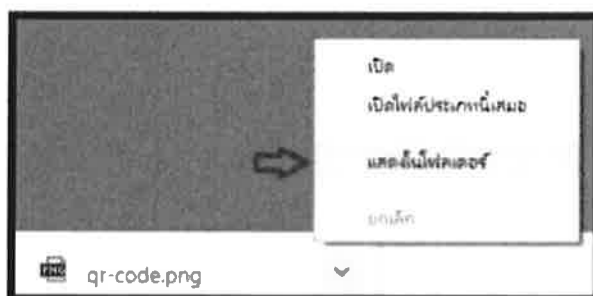 เปิด
เปิดไฟล์ประเภทนี้เสมอ
แสดงในโฟลเดอร์
ยกเลิก
PNG
qr-code.png